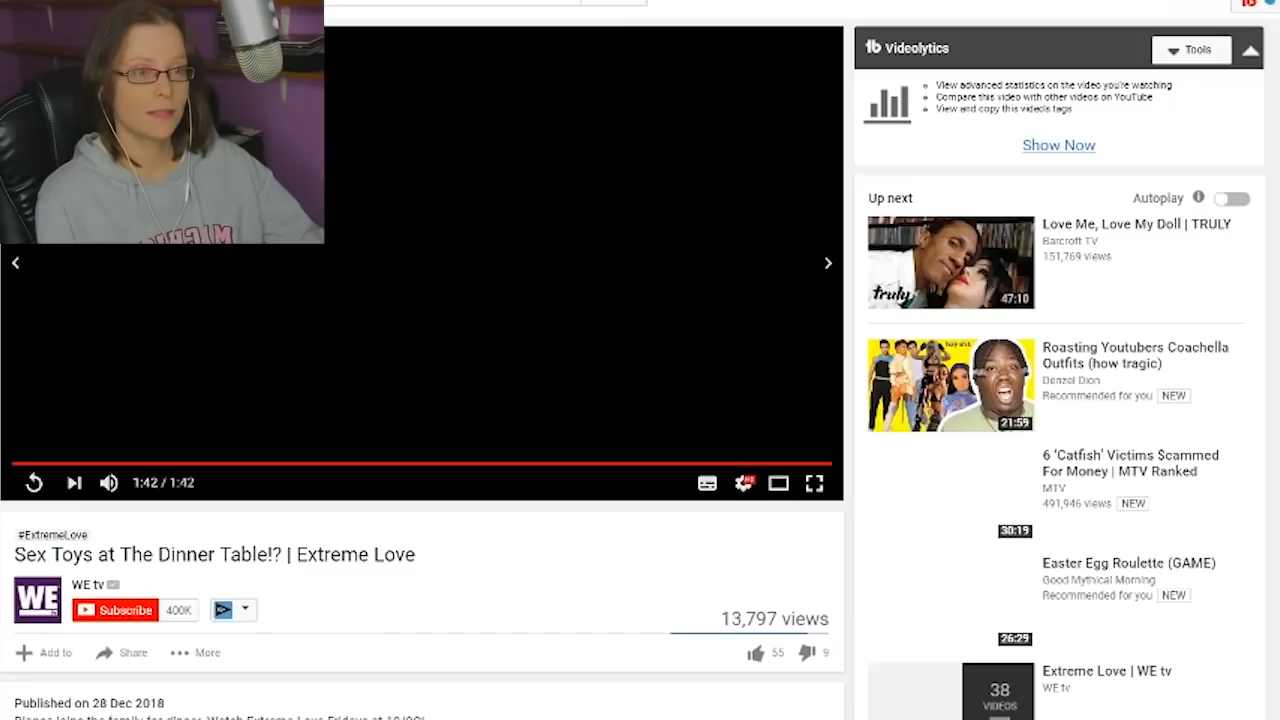 Videolytics
Tools
View advanced statistics on the video you're watching
Compare this video with other videos on YouTube
View and copy this video's tags
Show Now
Up next
Autoplay
Love Me, Love My Doll | TRULY
Barcroft TV
151,769 views
truly
47:10
Roasting Youtubers Coachella
Outfits (how tragic)
Denzel Dion
Recommended for you NEW
21:59
6 'Catfish' Victims $cammed
For Money | MTV Ranked
MTV
491,946 views NEW
30:19
Easter Egg Roulette (GAME)
Good Mythical Morning
Recommended for you NEW
26:29
Extreme Love | WE tv
WE tv
38
VIDEOS
1:42 / 1:42
HD
#ExtremeLove
Sex Toys at The Dinner Table!? | Extreme Love
WE
WE tv
Subscribe 400K
13,797 views
Add to Share More
55 9
Published on 28 Dec 2018